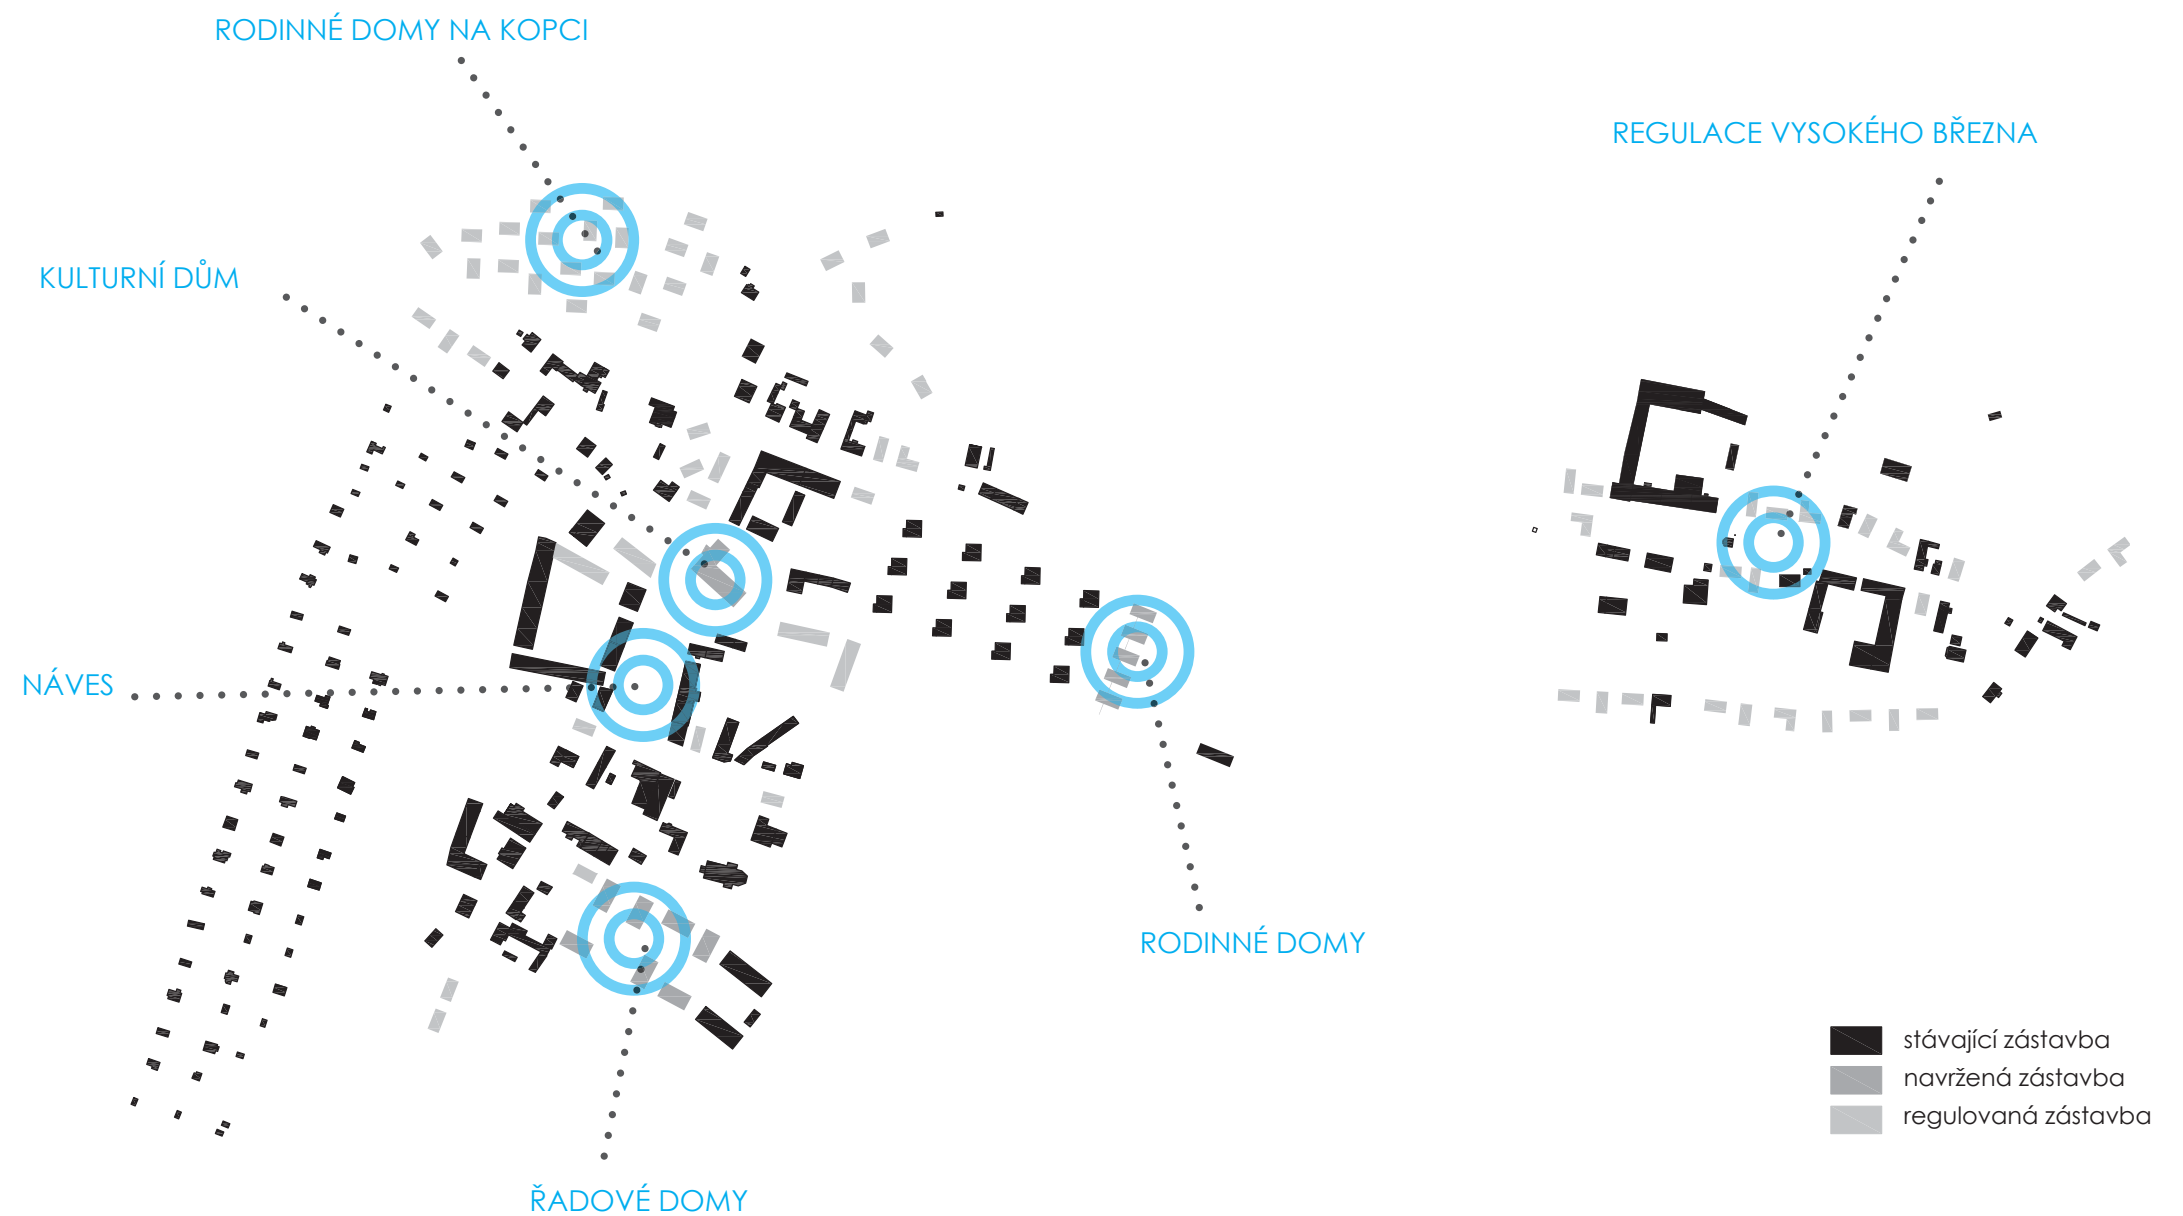 RODINNÉ DOMY NA KOPCI
REGULACE VYSOKÉHO BŘEZNA
KULTURNÍ DŮM
NÁVES
RODINNÉ DOMY
stávající zástavba
navržená zástavba
regulovaná zástavba
ŘADOVÉ DOMY